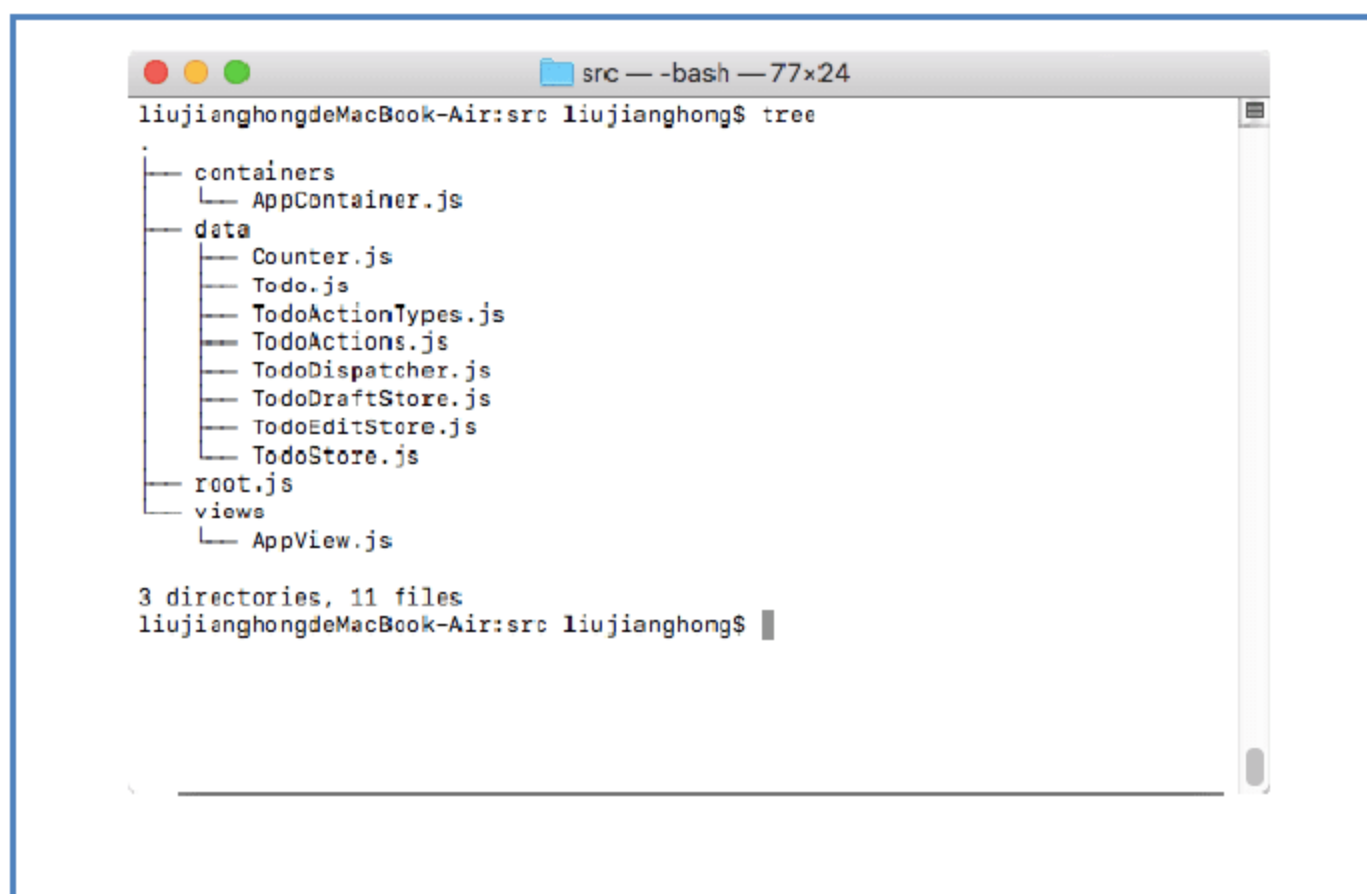 src — -bash — 77×24
liujianghongdeMacBook-Air:src liujianghong$ tree
.
├── containers
│   └── AppContainer.js
├── data
│   ├── Counter.js
│   ├── Todo.js
│   ├── TodoActionTypes.js
│   ├── TodoActions.js
│   ├── TodoDispatcher.js
│   ├── TodoDraftStore.js
│   ├── TodoEditStore.js
│   └── TodoStore.js
├── root.js
└── views
    └── AppView.js
3 directories, 11 files
liujianghongdeMacBook-Air:src liujianghong$